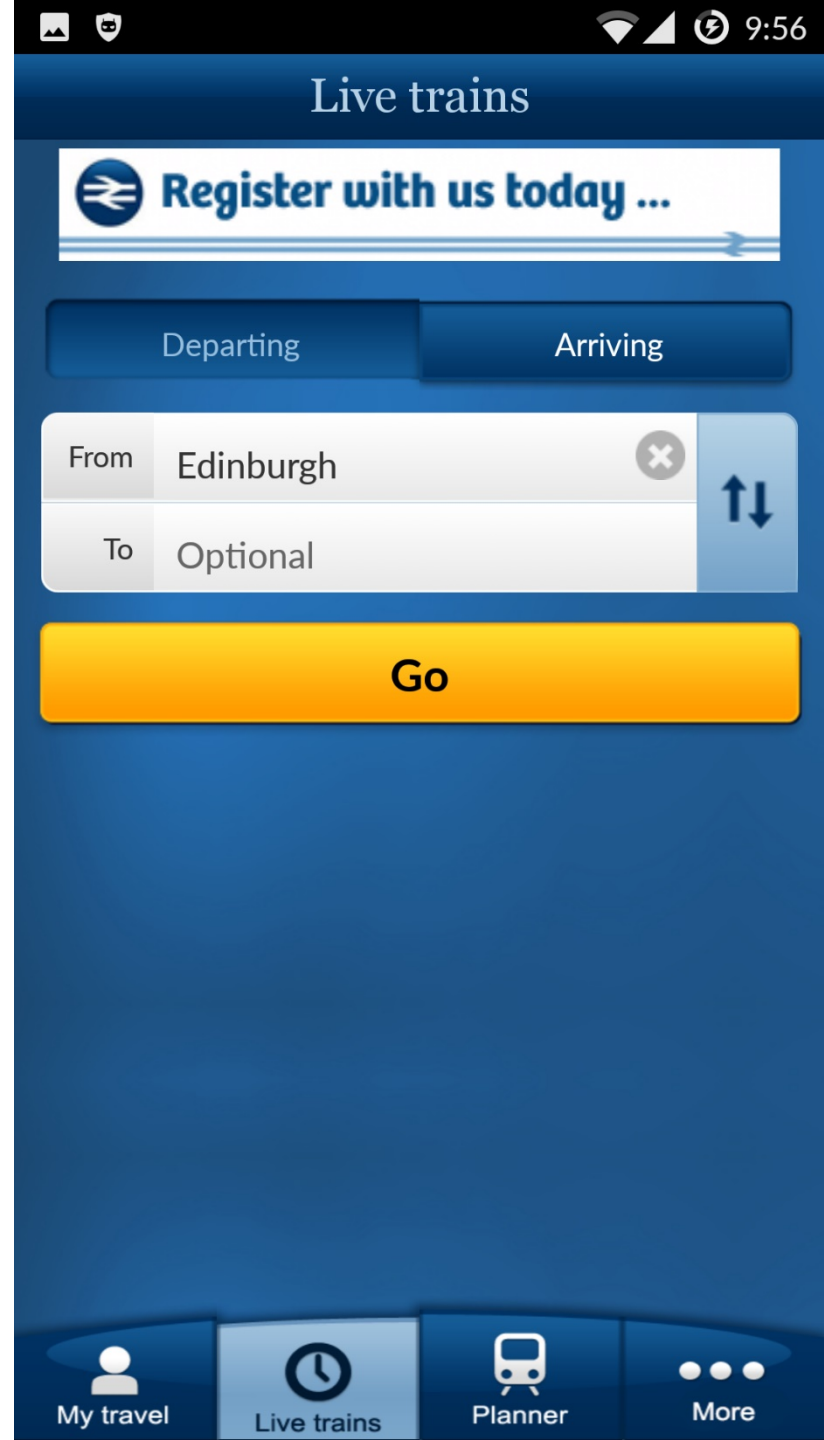 9:56
Live trains
Register with us today ...
Departing Arriving
From Edinburgh
To Optional
Go
My travel Live trains Planner More